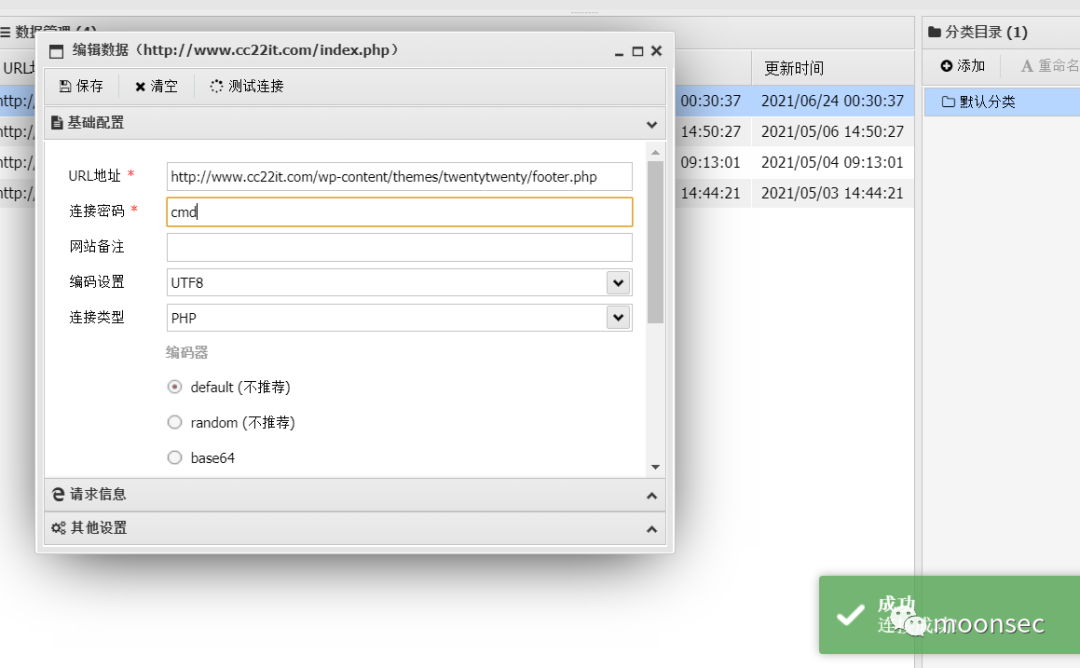 数据管理 (4)
分类目录 (1)
编辑数据（http://www.cc22it.com/index.php）
URL
更新时间
添加
重命名
保存
清空
测试连接
http:/
00:30:37
2021/06/24 00:30:37
默认分类
基础配置
http:/
14:50:27
2021/05/06 14:50:27
http:/
09:13:01
2021/05/04 09:13:01
URL地址 *
http://www.cc22it.com/wp-content/themes/twentytwenty/footer.php
http:/
14:44:21
2021/05/03 14:44:21
连接密码 *
cmd
网站备注
编码设置
UTF8
连接类型
PHP
编码器
default (不推荐)
random (不推荐)
base64
请求信息
其他设置
成功
连接成功
moonsec